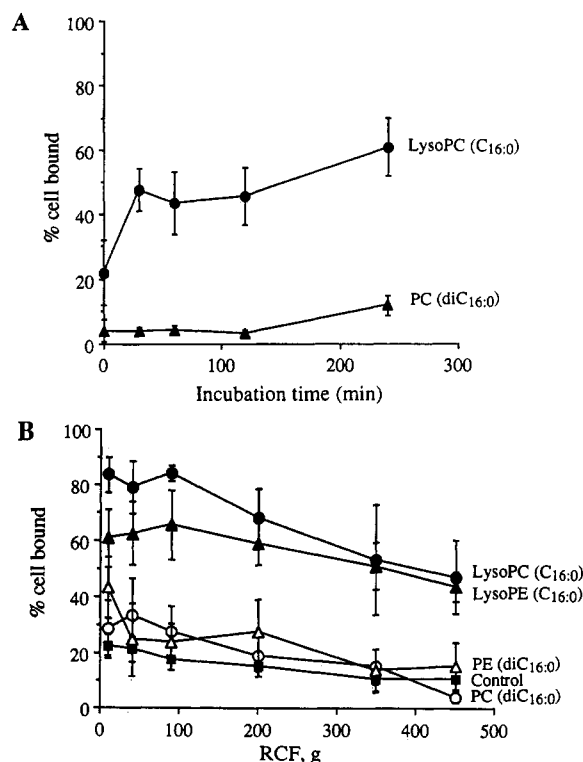 A
100
80
60
40
20
0
% cell bound
LysoPC (C16:0)
PC (diC16:0)
0
100
200
300
Incubation time (min)
B
100
80
60
40
20
0
% cell bound
LysoPC (C16:0)
LysoPE (C16:0)
PE (diC16:0)
Control
PC (diC16:0)
0
100
200
300
400
500
RCF, g